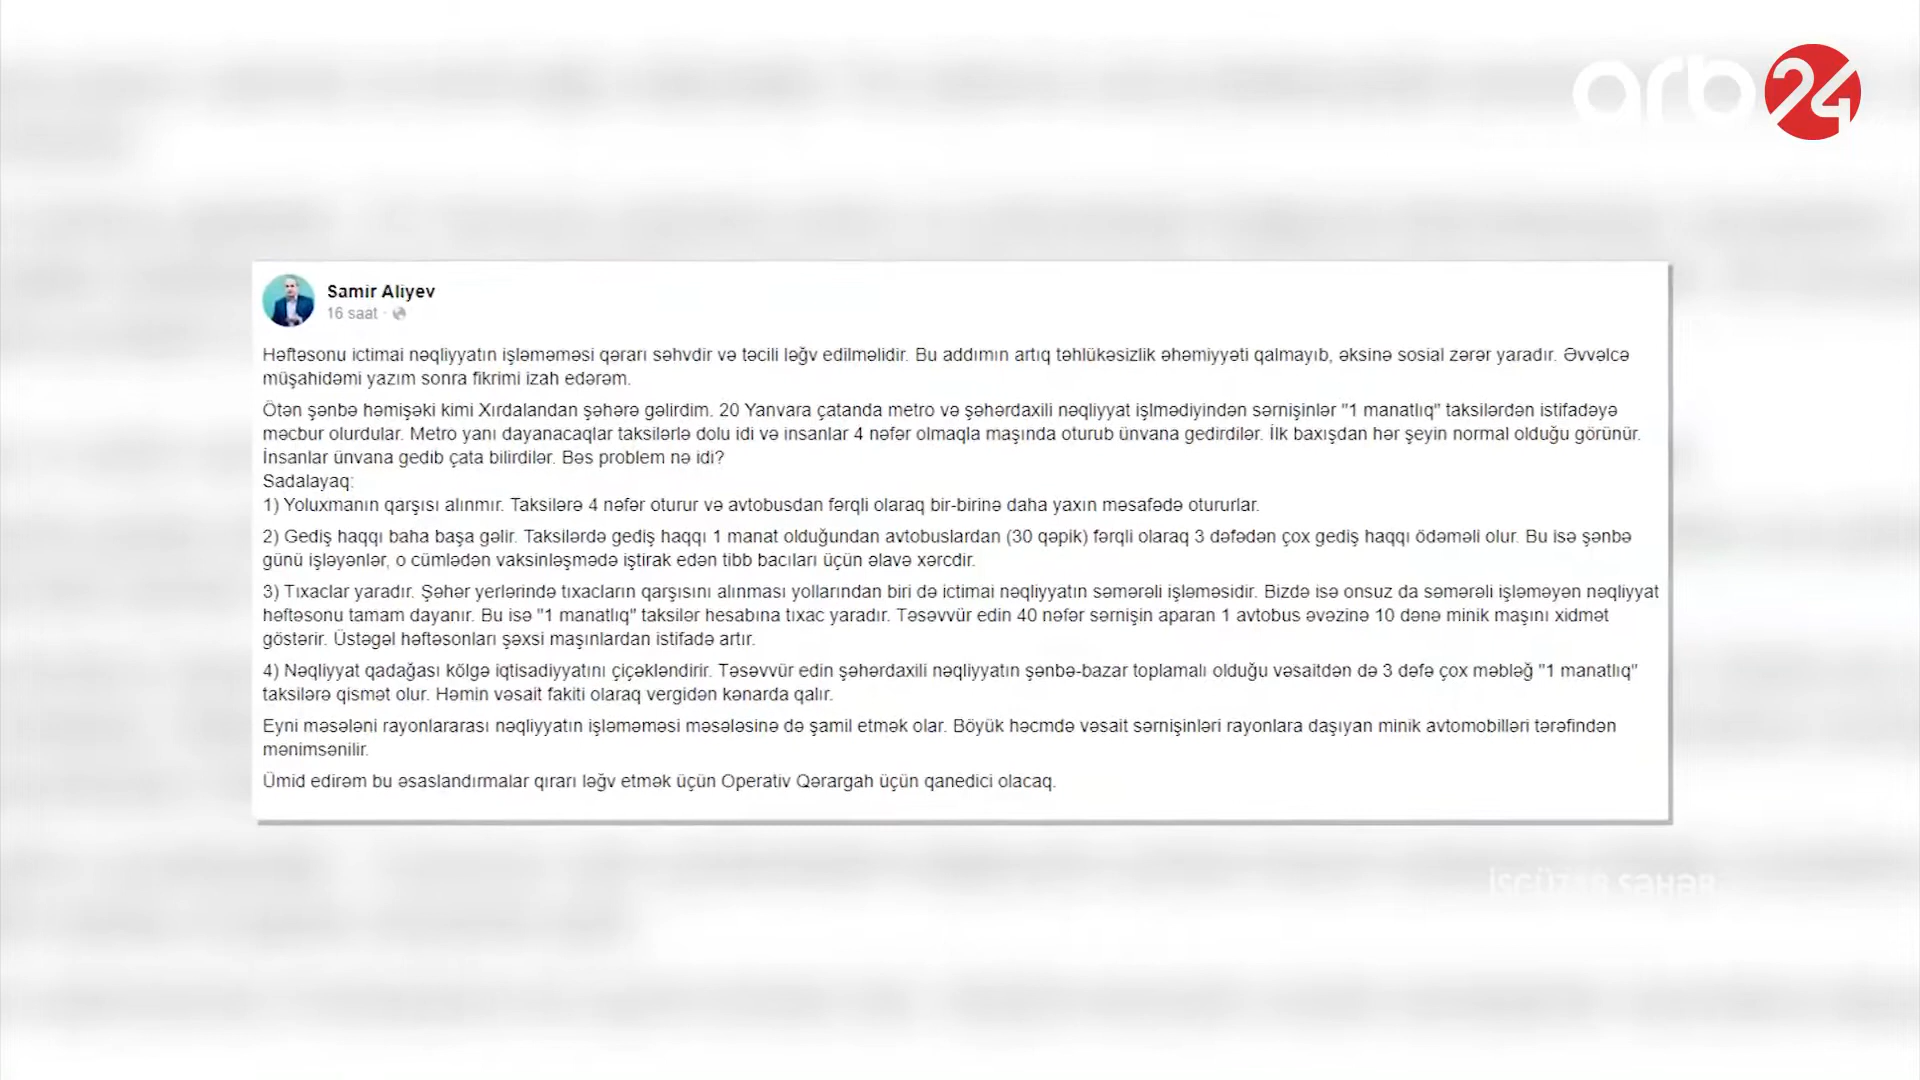 arb 24
Samir Aliyev
16 saat ·
Həftəsonu ictimai nəqliyyatın işləməməsi qərarı səhvdir və təcili ləğv edilməlidir. Bu addımın artıq təhlükəsizlik əhəmiyyəti qalmayıb, əksinə sosial zərər yaradır. Əvvəlcə
müşahidəmi yazım sonra fikrimi izah edərəm.
Ötən şənbə həmişəki kimi Xırdalandan şəhərə gəlirdim. 20 Yanvara çatanda metro və şəhərdaxili nəqliyyat işlmədiyindən sərnişinlər "1 manatlıq" taksilərdən istifadəyə
məcbur olurdular. Metro yanı dayanacaqlar taksilərlə dolu idi və insanlar 4 nəfər olmaqla maşında oturub ünvana gedirdilər. İlk baxışdan hər şeyin normal olduğu görünür.
İnsanlar ünvana gedib çata bilirdilər. Bəs problem nə idi?
Sadalayaq:
1) Yoluxmanın qarşısı alınmır. Taksilərə 4 nəfər oturur və avtobusdan fərqli olaraq bir-birinə daha yaxın məsafədə otururlar.
2) Gediş haqqı baha başa gəlir. Taksilərdə gediş haqqı 1 manat olduğundan avtobuslardan (30 qəpik) fərqli olaraq 3 dəfədən çox gediş haqqı ödəməli olur. Bu isə şənbə
günü işləyənlər, o cümlədən vaksinləşmədə iştirak edən tibb bacıları üçün əlavə xərcdir.
3) Tıxaclar yaradır. Şəhər yerlərində tıxacların qarşısını alınması yollarından biri də ictimai nəqliyyatın səmərəli işləməsidir. Bizdə isə onsuz da səmərəli işləməyən nəqliyyat
həftəsonu tamam dayanır. Bu isə "1 manatlıq" taksilər hesabına tıxac yaradır. Təsəvvür edin 40 nəfər sərnişin aparan 1 avtobus əvəzinə 10 dənə minik maşını xidmət
göstərir. Üstəgəl həftəsonları şəxsi maşınlardan istifadə artır.
4) Nəqliyyat qadağası kölgə iqtisadiyyatını çiçəkləndirir. Təsəvvür edin şəhərdaxili nəqliyyatın şənbə-bazar toplamalı olduğu vəsaitdən də 3 dəfə çox məbləğ "1 manatlıq"
taksilərə qismət olur. Həmin vəsait fakiti olaraq vergidən kənarda qalır.
Eyni məsələni rayonlararası nəqliyyatın işləməməsi məsələsinə də şamil etmək olar. Böyük həcmdə vəsait sərnişinləri rayonlara daşıyan minik avtomobilləri tərəfindən
mənimsənilir.
Ümid edirəm bu əsaslandırmalar qırarı ləğv etmək üçün Operativ Qərargah üçün qanedici olacaq.
İŞGÜZAR SƏHƏR